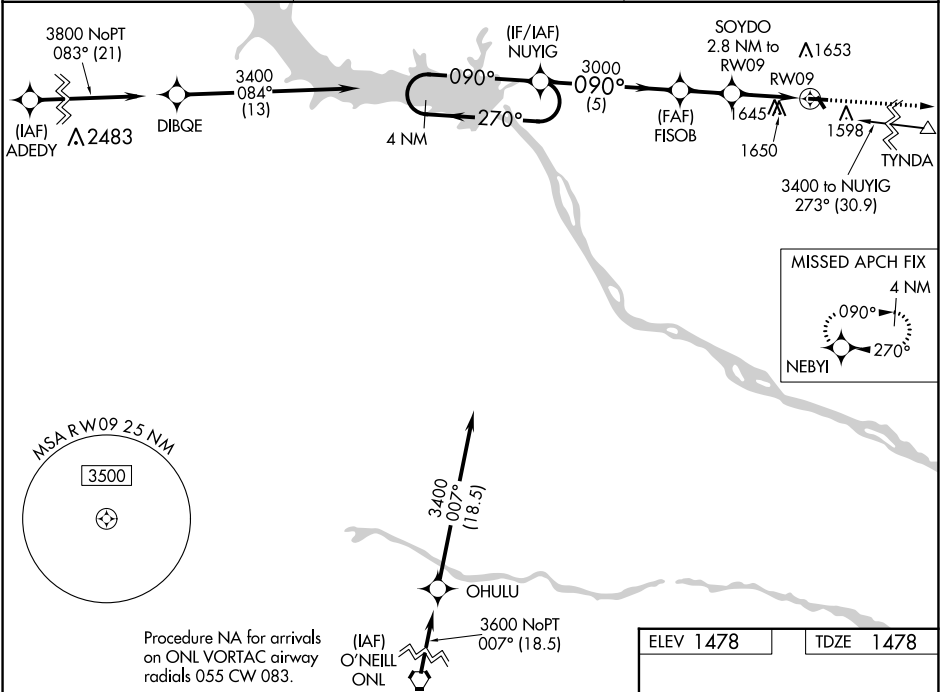 3800 NoPT
083° (21)
(IAF)
ADEDY
2483
DIBQE
3400
084°
(13)
(IF/IAF)
NUYIG
090°
270°
4 NM
3000
090°
(5)
(FAF)
FISOB
SOYDO
2.8 NM to
RW09
1653
RW09
1645
1650
1598
TYNDA
3400 to NUYIG
273° (30.9)
MISSED APCH FIX
4 NM
090°
270°
NEBYI
MSA RW09 25 NM
3500
3400
007°
(18.5)
OHULU
3600 NoPT
007° (18.5)
(IAF)
O'NEILL
ONL
Procedure NA for arrivals
on ONL VORTAC airway
radials 055 CW 083.
ELEV 1478
TDZE 1478